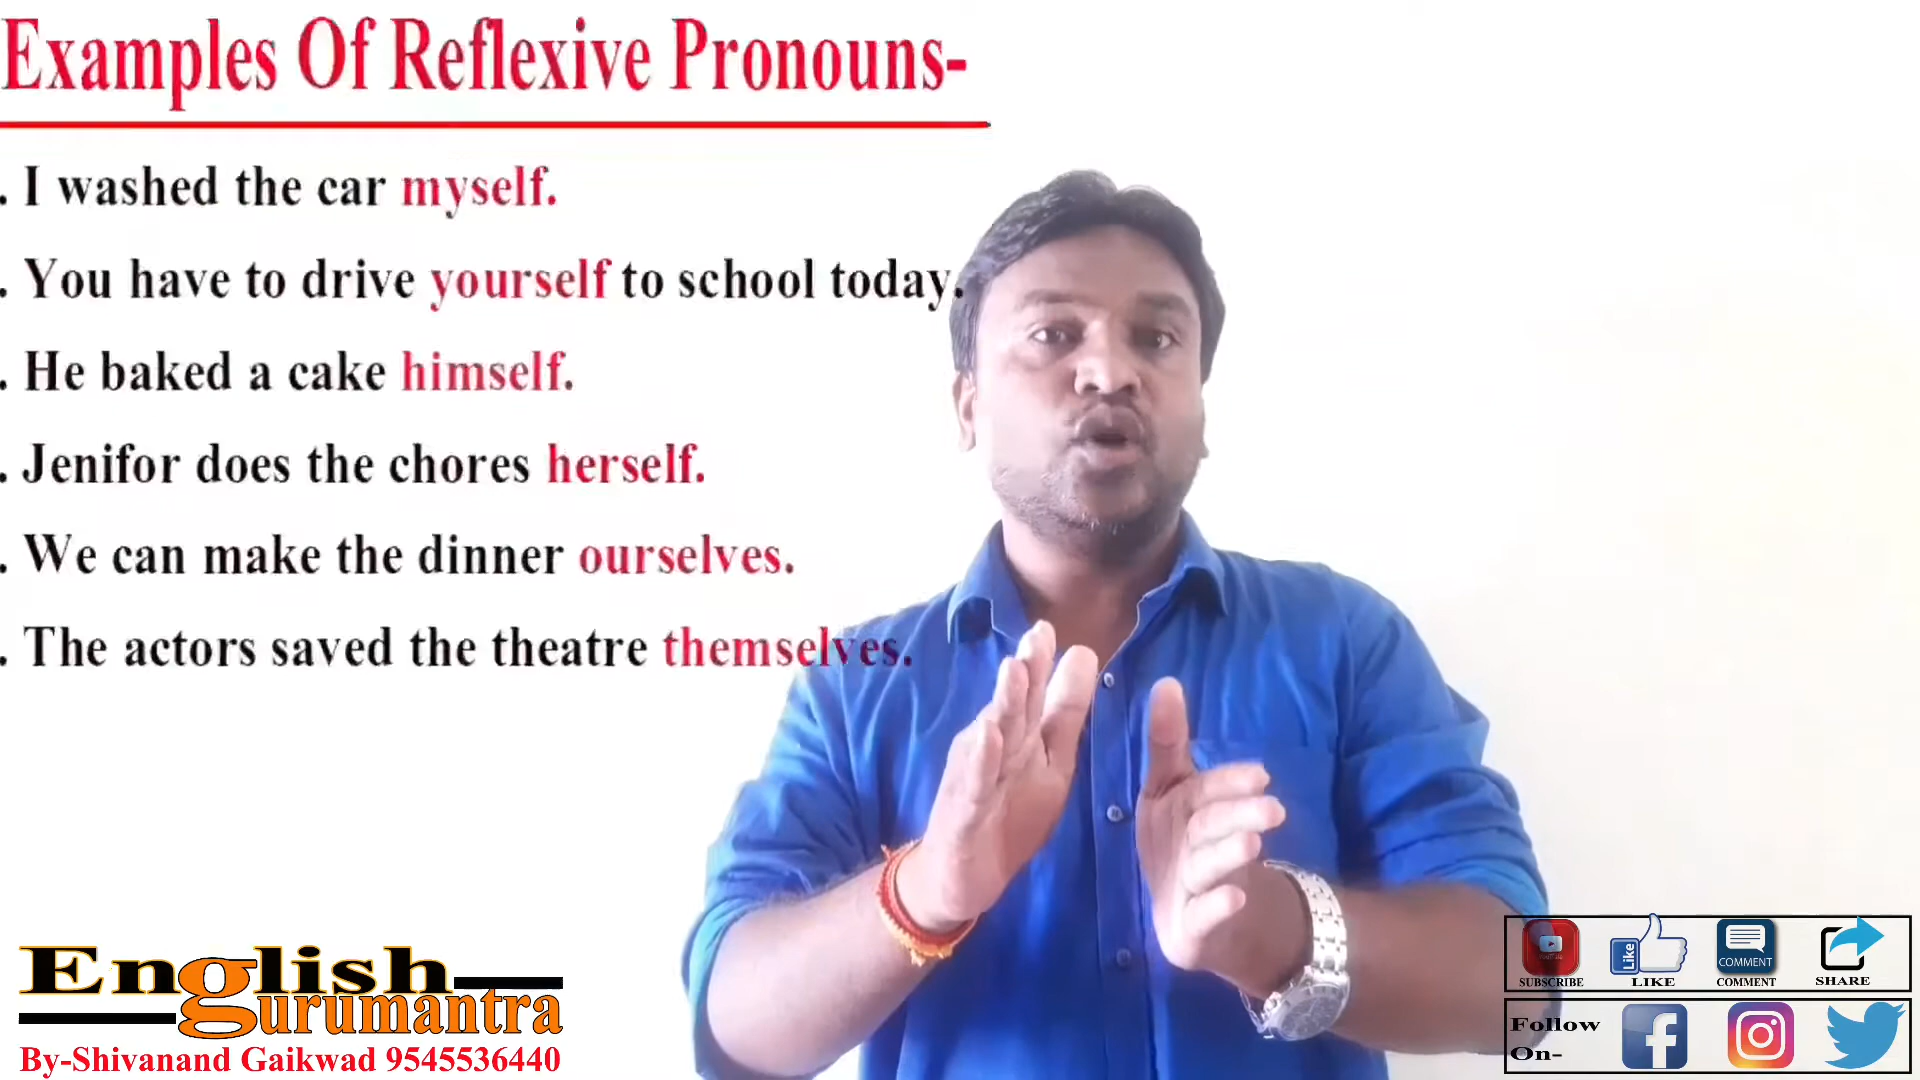 Examples Of Reflexive Pronouns-
. I washed the car myself.
. You have to drive yourself to school today.
. He baked a cake himself.
. Jenifor does the chores herself.
. We can make the dinner ourselves.
. The actors saved the theatre themselves.
English
Gurumantra
By-Shivanand Gaikwad 9545536440
Like
COMMENT
SUBSCRIBE LIKE COMMENT SHARE
Follow
On-